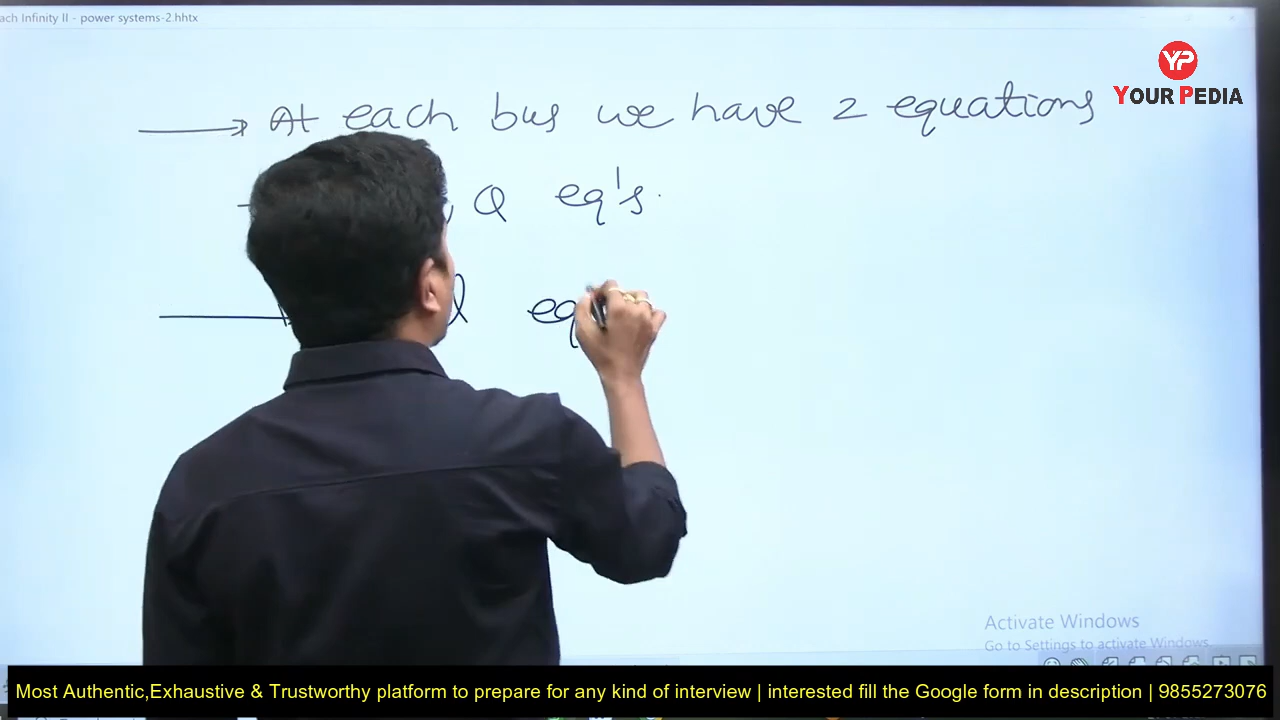 ach Infinity II - power systems-2.hhtx
YP
YOUR PEDIA
→ At each bus we have 2 equations
, Q eq's.
→ l eq
Activate Windows
Go to Settings to activate Windows.
Most Authentic,Exhaustive & Trustworthy platform to prepare for any kind of interview | interested fill the Google form in description | 9855273076